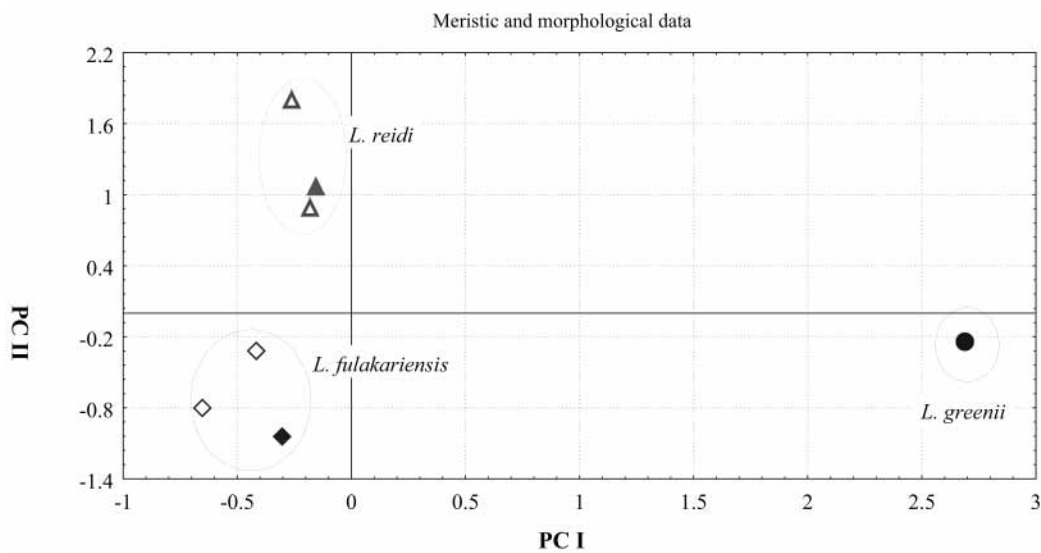 Meristic and morphological data
2.2
1.6
L. reidi
1
0.4
PC II
-0.2
L. fulakariensis
-0.8
L. greenii
-1.4
-1 -0.5 0 0.5 1 1.5 2 2.5 3
PC I